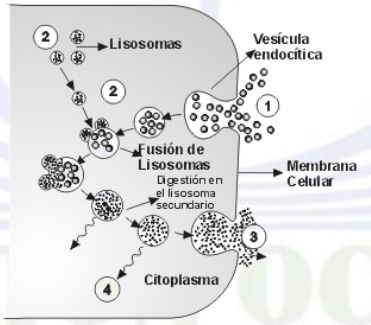 2
Lisosomas
Vesícula
endocítica
2
1
Fusión de
Lisosomas
Digestión en
el lisosoma
secundario
Membrana
Celular
3
4
Citoplasma